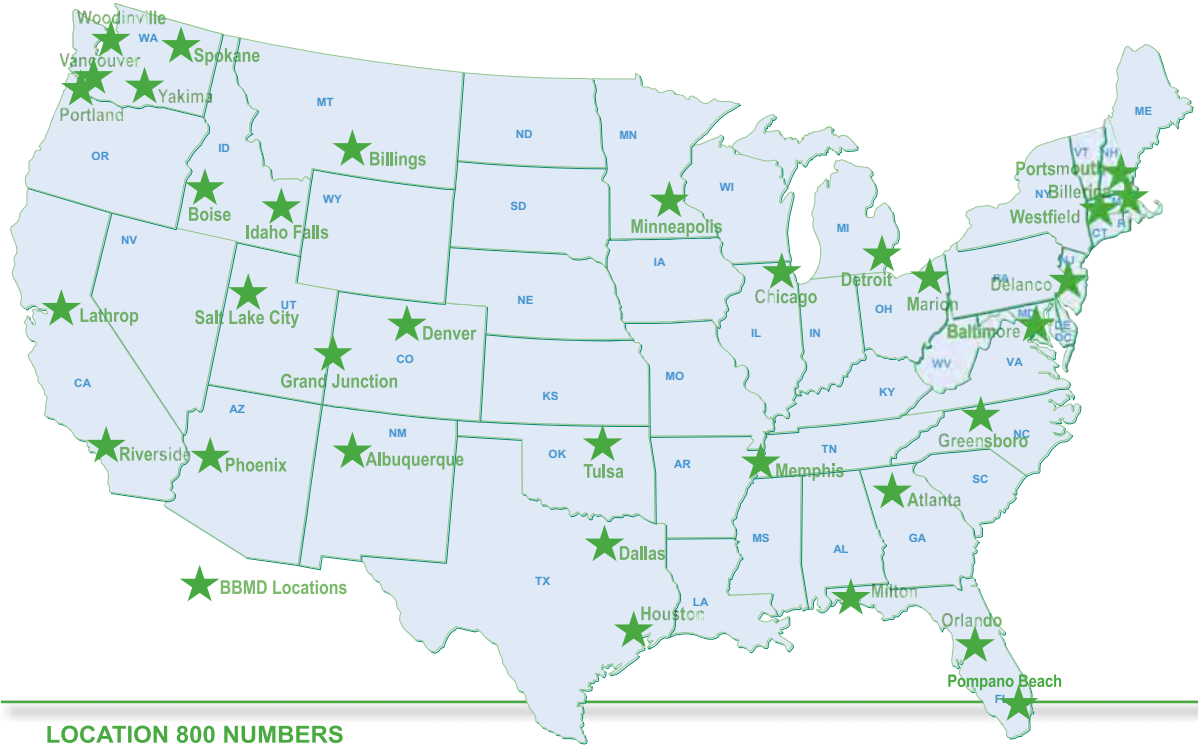 Woodinville
WA
Spokane
Vancouver
Yakima
Portland
MT
ND
MN
ME
OR
ID
Billings
VT
NH
Portsmouth
WI
Boise
WY
SD
Minneapolis
NY
Billerica
Westfield
Idaho Falls
MI
CT
NV
IA
Detroit
NJ
PA
Delanco
Lathrop
UT
Salt Lake City
NE
Chicago
Marion
OH
MD
Denver
IL
IN
Baltimore
DE
DC
CO
WV
VA
CA
Grand Junction
MO
KS
KY
AZ
NM
Greensboro
NC
Riverside
Phoenix
Albuquerque
OK
Tulsa
AR
Memphis
TN
SC
Atlanta
MS
AL
GA
Dallas
TX
BBMD Locations
LA
Milton
Houston
Orlando
Pompano Beach
FL
LOCATION 800 NUMBERS